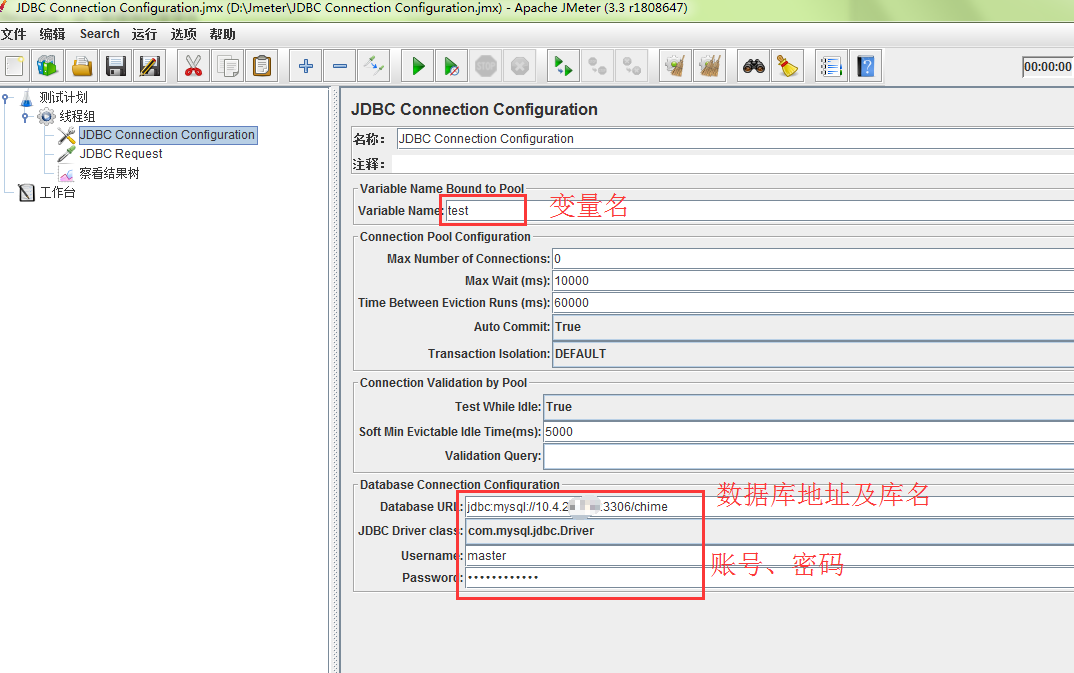 JDBC Connection Configuration.jmx (D:\Jmeter\JDBC Connection Configuration.jmx) - Apache JMeter (3.3 r1808647)
文件 编辑 Search 运行 选项 帮助
STOP
00:00:00
测试计划
线程组
JDBC Connection Configuration
JDBC Request
察看结果树
工作台
JDBC Connection Configuration
名称: JDBC Connection Configuration
注释:
Variable Name Bound to Pool
Variable Name: test 变量名
Connection Pool Configuration
Max Number of Connections: 0
Max Wait (ms): 10000
Time Between Eviction Runs (ms): 60000
Auto Commit: True
Transaction Isolation: DEFAULT
Connection Validation by Pool
Test While Idle: True
Soft Min Evictable Idle Time(ms): 5000
Validation Query:
Database Connection Configuration
数据库地址及库名
Database URL: jdbc:mysql://10.4.2 3306/chime
JDBC Driver class: com.mysql.jdbc.Driver
Username: master
账号、密码
Password: ••••••••••••